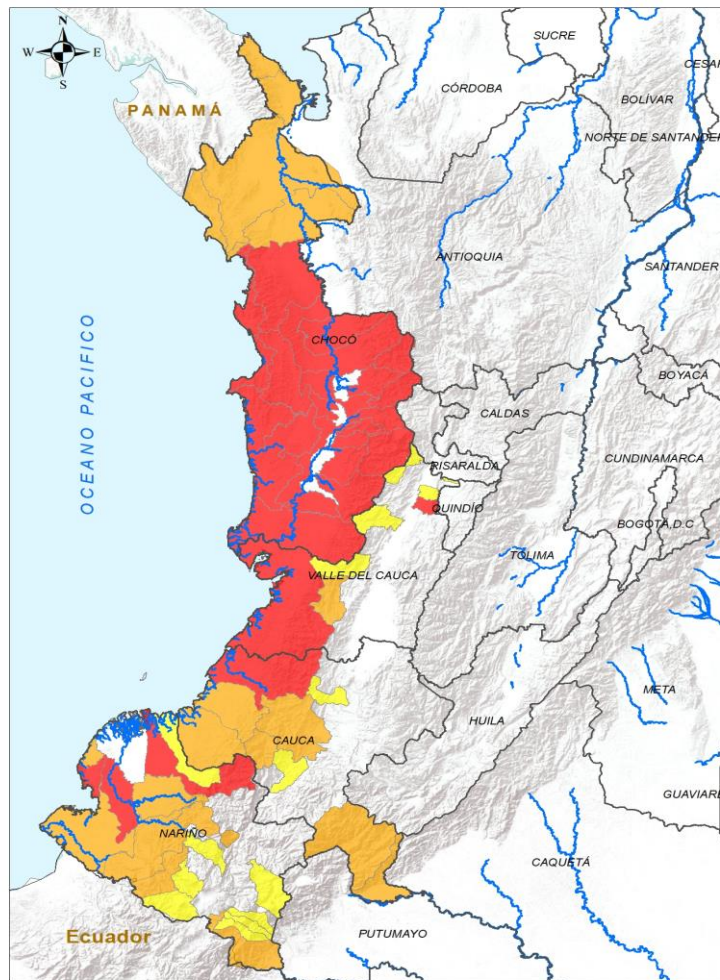 N
W E
S
SUCRE
CESAR
CÓRDOBA
BOLÍVAR
PANAMÁ
NORTE DE SANTANDER
ANTIOQUIA
SANTANDER
OCEANO PACIFICO
CHOCÓ
BOYACA
CALDAS
CUNDINAMARCA
RISARALDA
QUINDÍO
BOGOTÁ, D.C
TOLIMA
VALLE DEL CAUCA
META
HUILA
CAUCA
GUAVIARE
NARIÑO
CAQUETÁ
PUTUMAYO
Ecuador